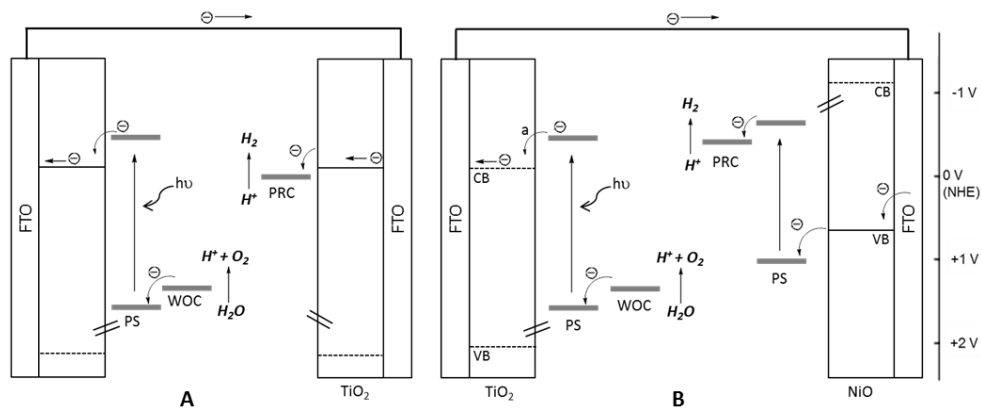 ⊖
⊖
CB
-1 V
⊖
H₂
⊖
H⁺
PRC
⊖
⊖
H₂
H⁺
PRC
a
⊖
⊖
CB
⊖
0 V
(NHE)
⊖
hυ
hυ
FTO
FTO
FTO
FTO
⊖
VB
H⁺ + O₂
H⁺ + O₂
+1 V
⊖
WOC
H₂O
PS
⊖
WOC
H₂O
PS
PS
VB
+2 V
TiO₂
TiO₂
NiO
A
B